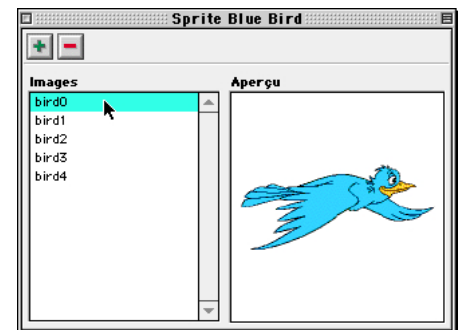 Sprite Blue Bird
Images
Aperçu
bird0
bird1
bird2
bird3
bird4